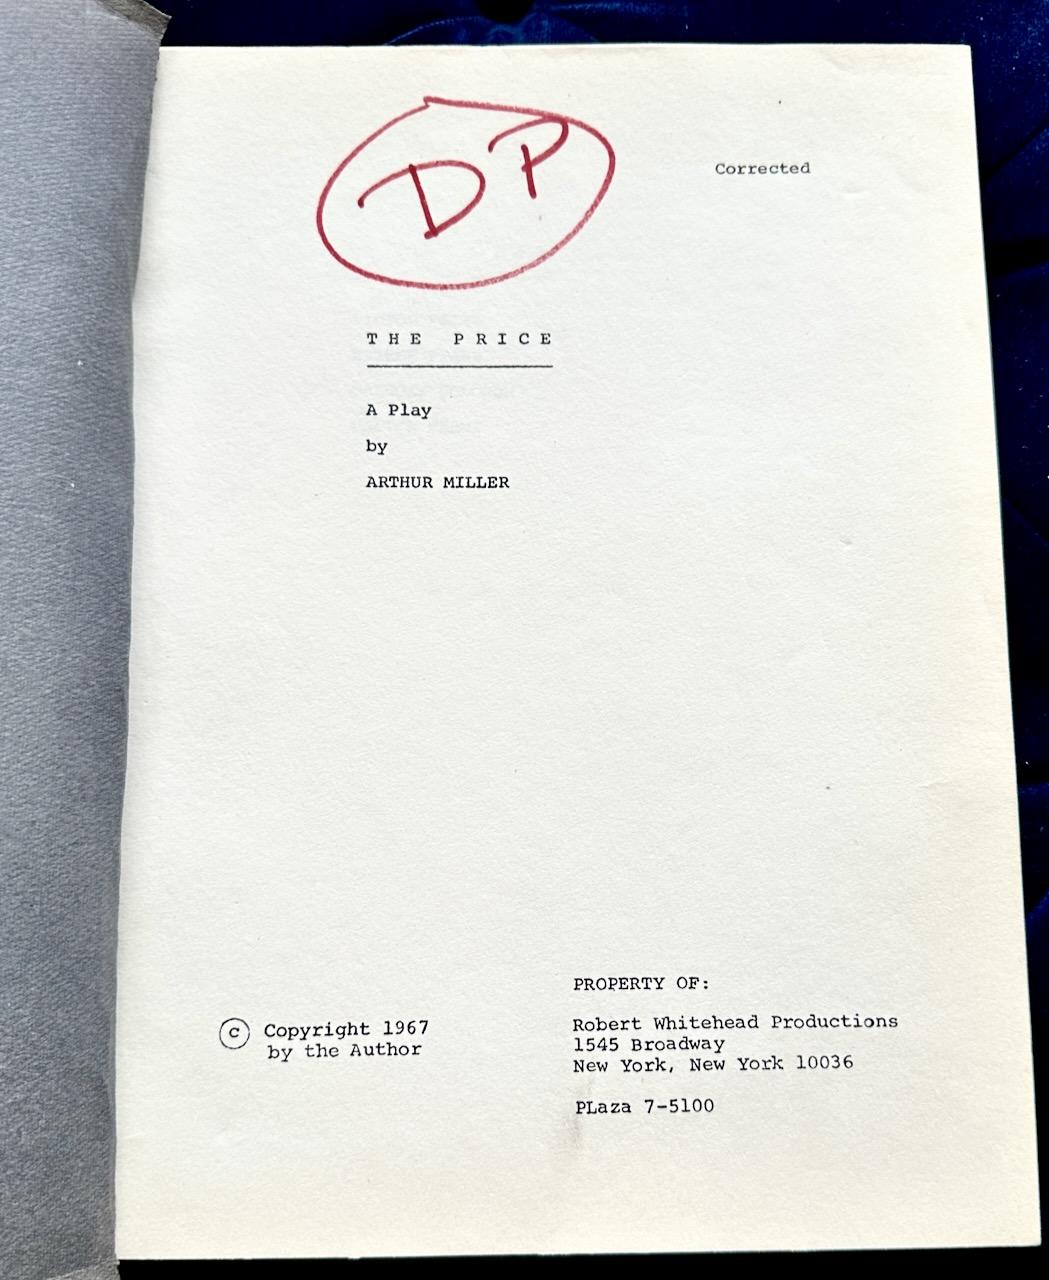 DP
Corrected
THE PRICE
A Play
by
ARTHUR MILLER
PROPERTY OF:
Robert Whitehead Productions
1545 Broadway
New York, New York 10036
PLaza 7-5100
© Copyright 1967
by the Author